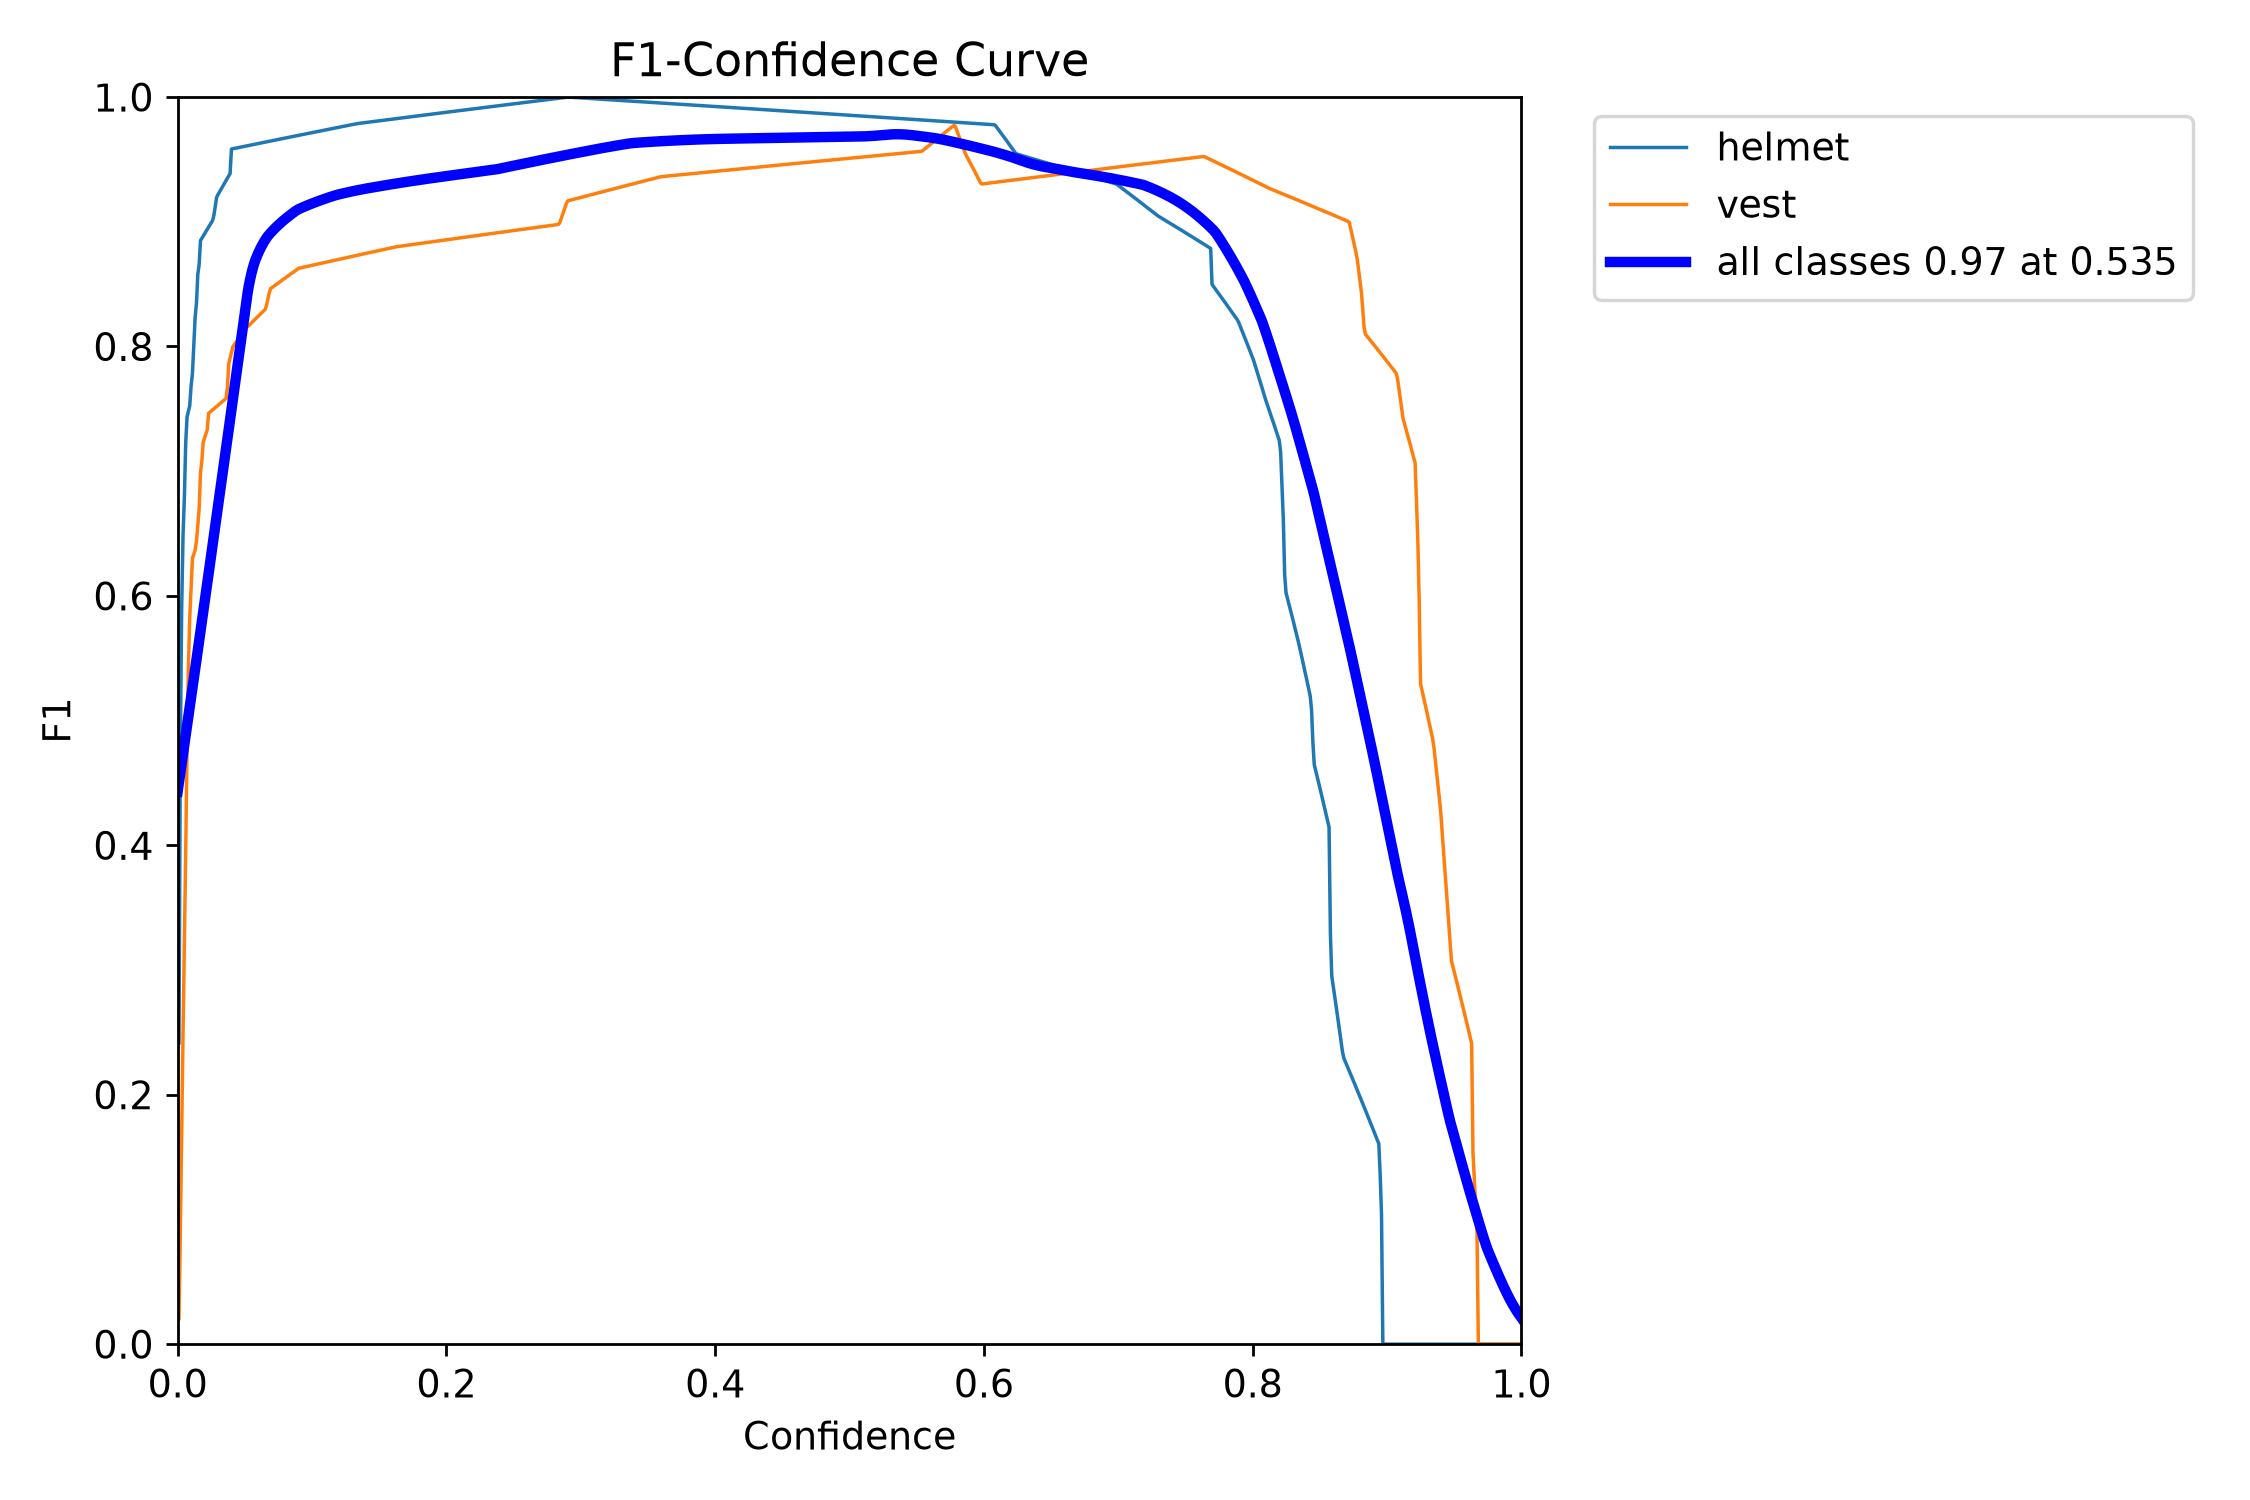 F1-Confidence Curve
1.0
0.8
0.6
0.4
0.2
0.0
F1
0.0 0.2 0.4 0.6 0.8 1.0
Confidence
helmet
vest
all classes 0.97 at 0.535